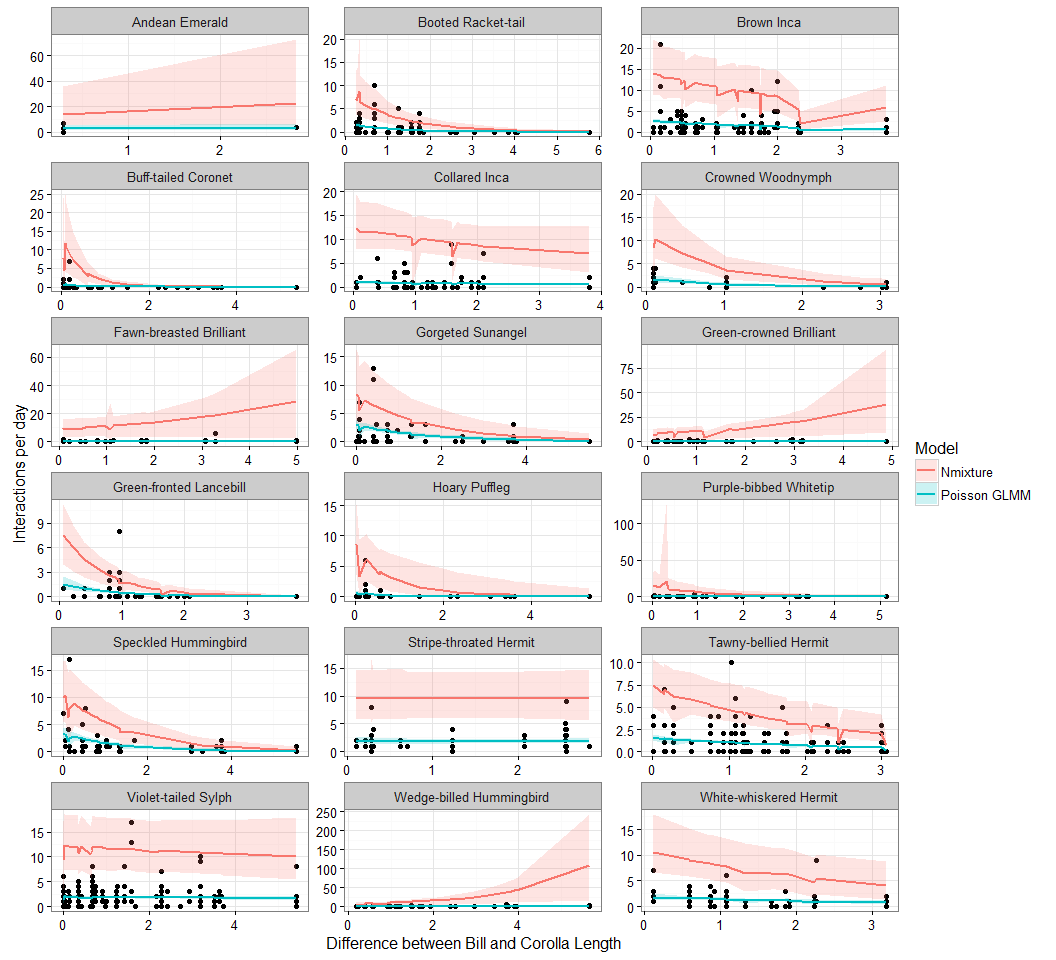 Andean Emerald Booted Racket-tail Brown Inca
60 40 20 0
1 2
20 15 10 5 0
0 1 2 3 4 5 6
20 15 10 5 0
0 1 2 3
Buff-tailed Coronet Collared Inca Crowned Woodnymph
25 20 15 10 5 0
0 2 4
20 15 10 5 0
0 1 2 3 4
20 15 10 5 0
0 1 2 3
Fawn-breasted Brilliant Gorgeted Sunangel Green-crowned Brilliant
60 40 20 0
0 1 2 3 4 5
15 10 5 0
0 1 2 3 4 5
75 50 25 0
0 1 2 3 4 5
Interactions per day
Model
Nmixture
Poisson GLMM
Green-fronted Lancebill Hoary Puffleg Purple-bibbed Whitetip
9 6 3 0
0 1 2 3
15 10 5 0
0 2 4
100 50 0
0 1 2 3 4 5
Speckled Hummingbird Stripe-throated Hermit Tawny-bellied Hermit
15 10 5 0
0 2 4
15 10 5 0
0 1 2
10.0 7.5 5.0 2.5 0.0
0 1 2 3
Violet-tailed Sylph Wedge-billed Hummingbird White-whiskered Hermit
15 10 5 0
0 2 4
250 200 150 100 50 0
0 2 4
15 10 5 0
0 1 2 3
Difference between Bill and Corolla Length